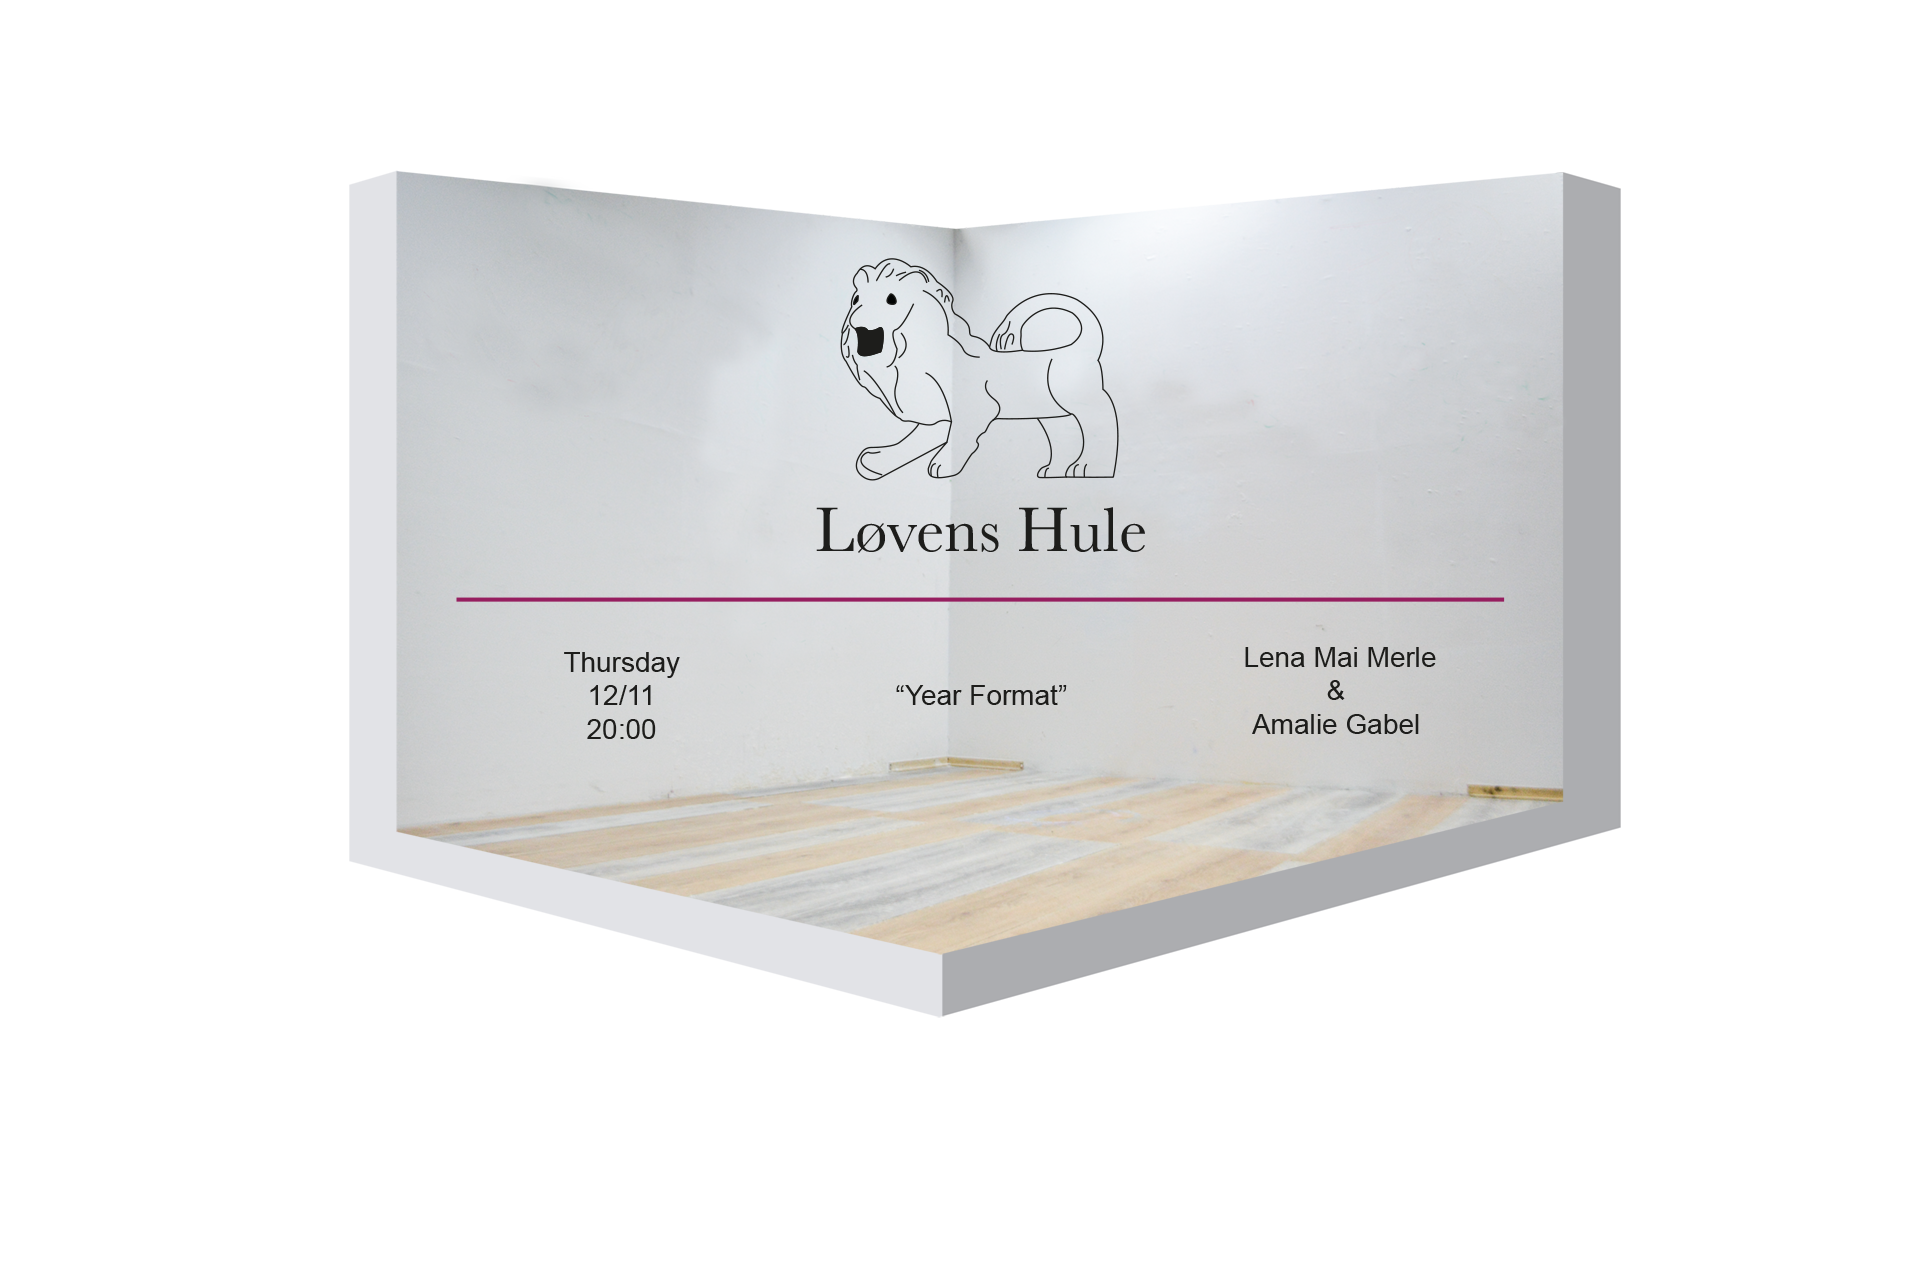 Løvens Hule
Thursday
12/11
20:00
“Year Format”
Lena Mai Merle
&
Amalie Gabel